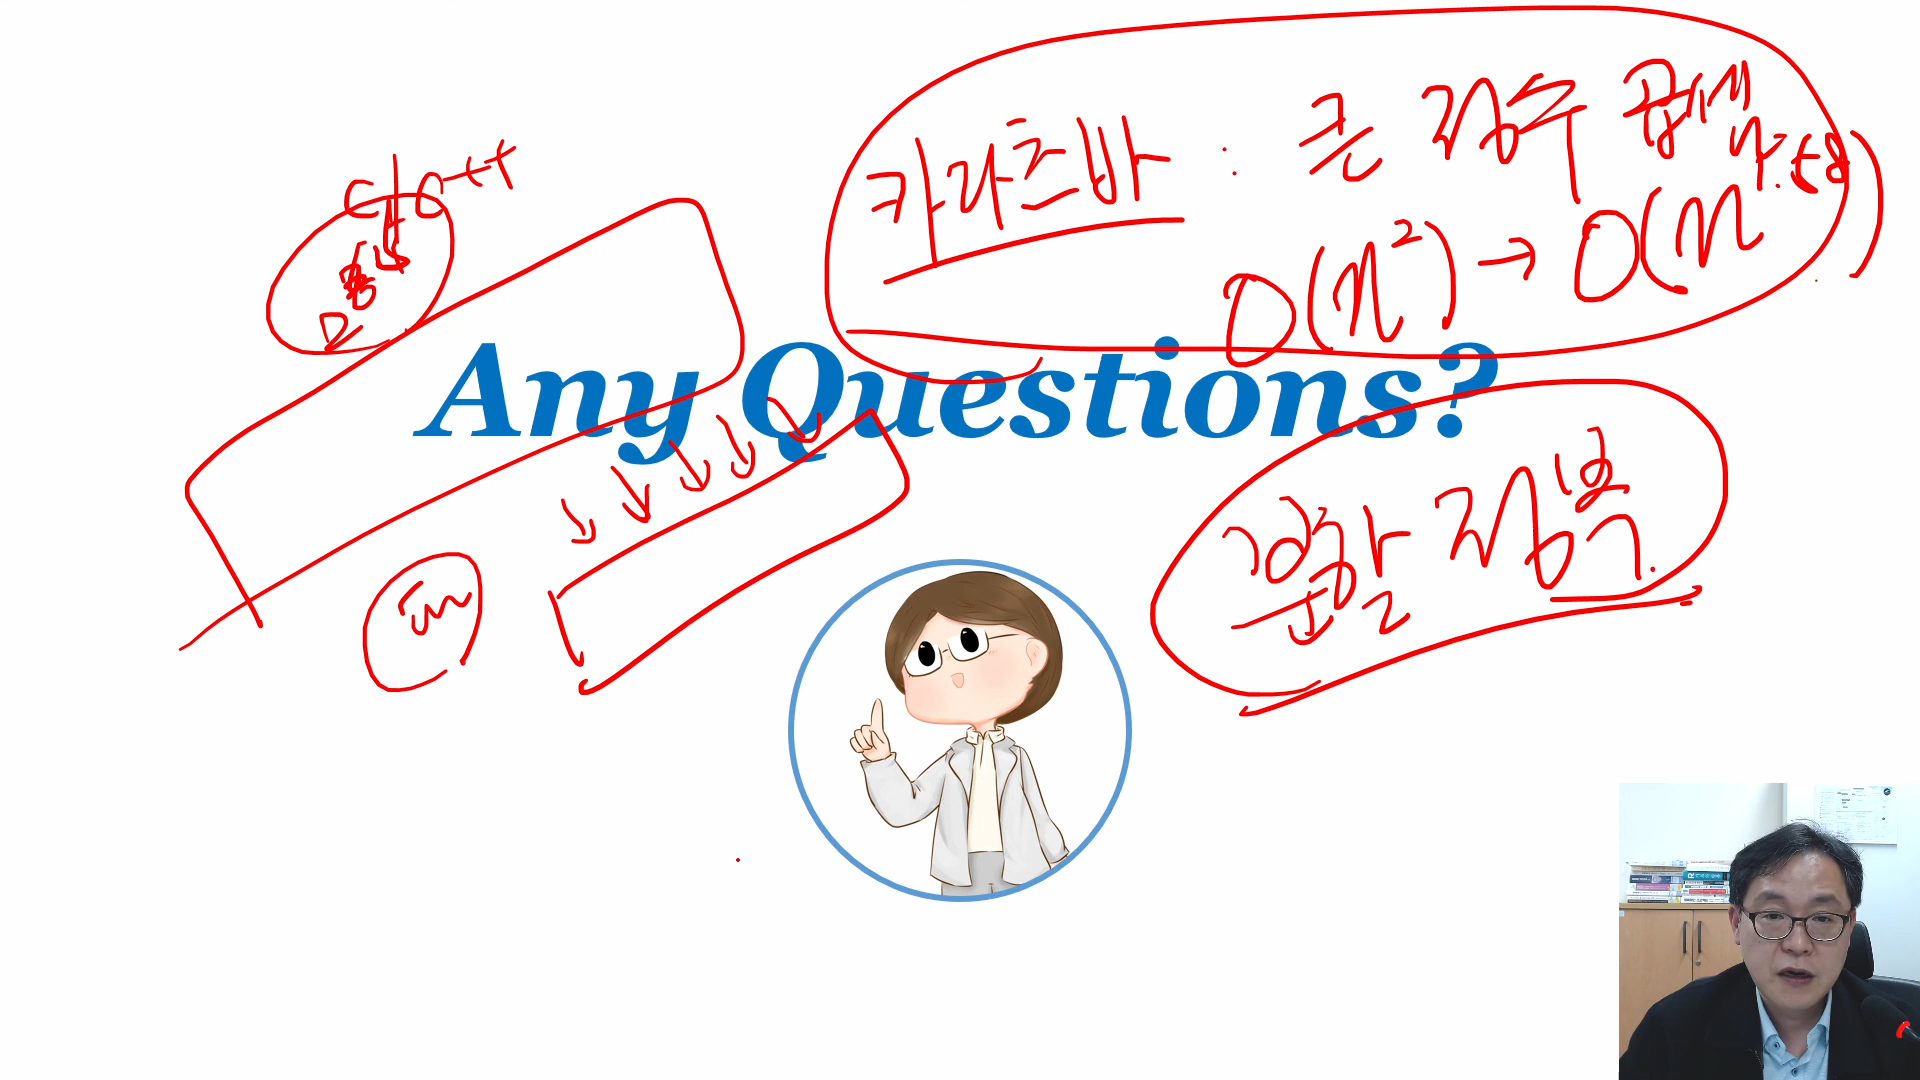 카라츠바 : 큰 정수 곱셈
O(n²) → O(n^1.58)
C/C++
Any Questions?
분할 정복